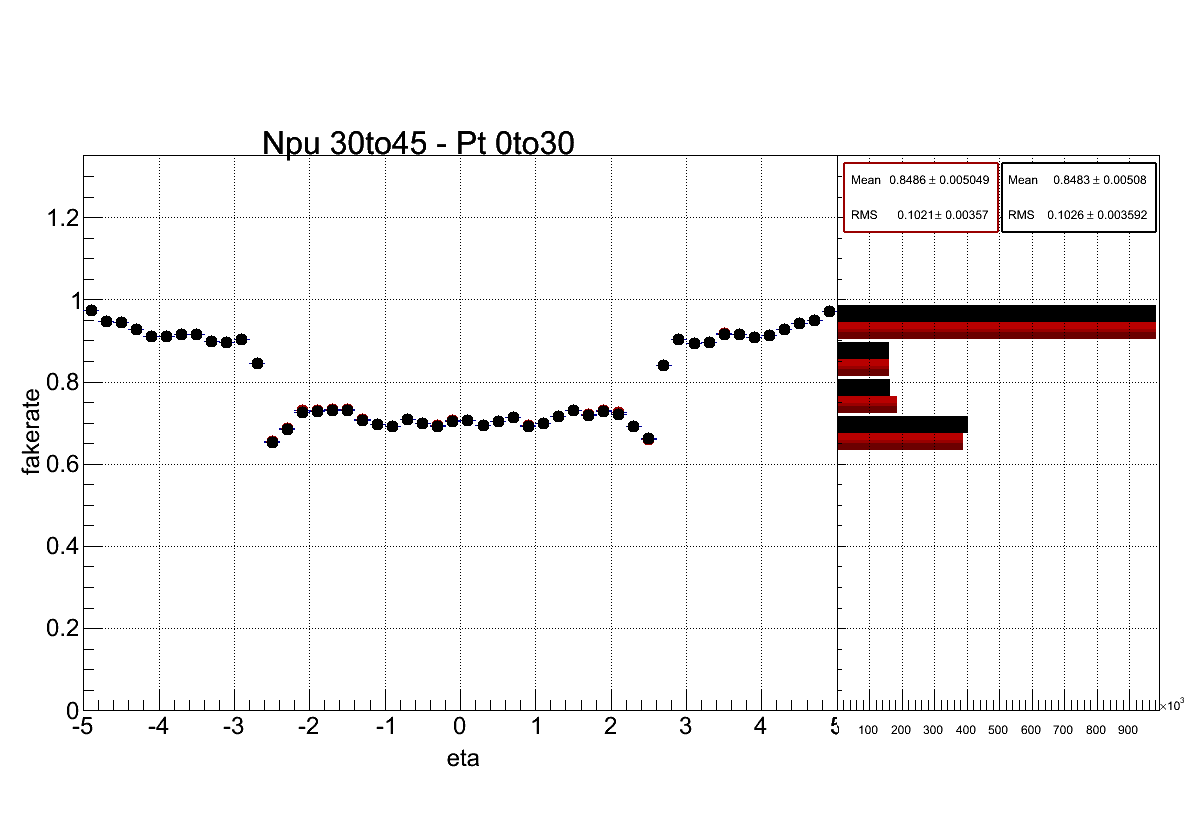 Npu 30to45 - Pt 0to30
Mean 0.8486 ± 0.005049
RMS 0.1021± 0.00357
Mean 0.8483 ± 0.00508
RMS 0.1026 ± 0.003592
1.2
1
0.8
0.6
0.4
0.2
0
fakerate
-5 -4 -3 -2 -1 0 1 2 3 4
100 200 300 400 500 600 700 800 900
×10³
eta